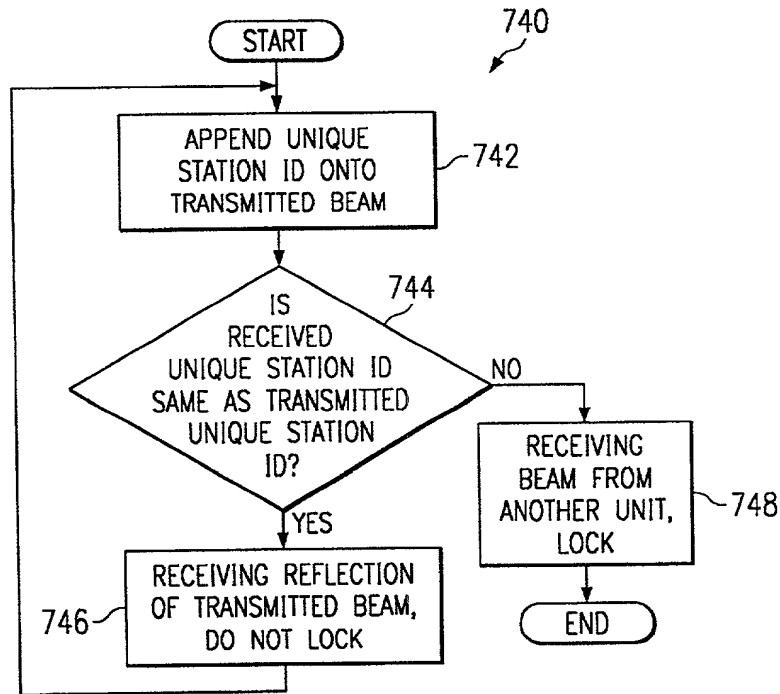 740
START
APPEND UNIQUE
STATION ID ONTO
TRANSMITTED BEAM
742
744
IS
RECEIVED
UNIQUE STATION ID
SAME AS TRANSMITTED
UNIQUE STATION
ID?
NO
YES
RECEIVING
BEAM FROM
ANOTHER UNIT,
LOCK
748
746
RECEIVING REFLECTION
OF TRANSMITTED BEAM,
DO NOT LOCK
END